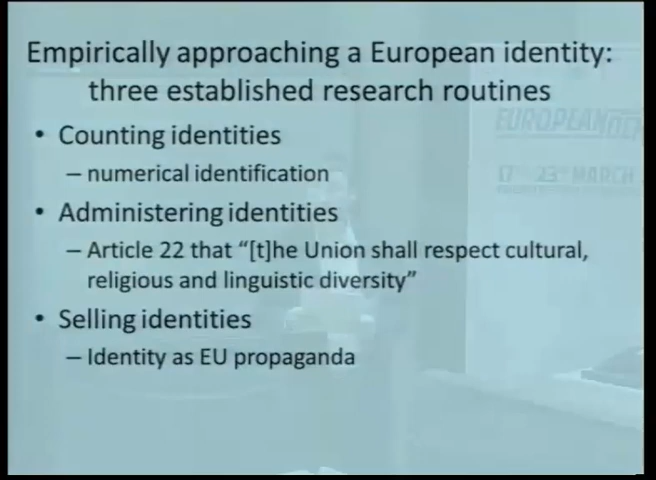 Empirically approaching a European identity:
three established research routines
• Counting identities
– numerical identification
• Administering identities
– Article 22 that “[t]he Union shall respect cultural,
religious and linguistic diversity”
• Selling identities
– Identity as EU propaganda
EUROPEAN
17 23 MARCH